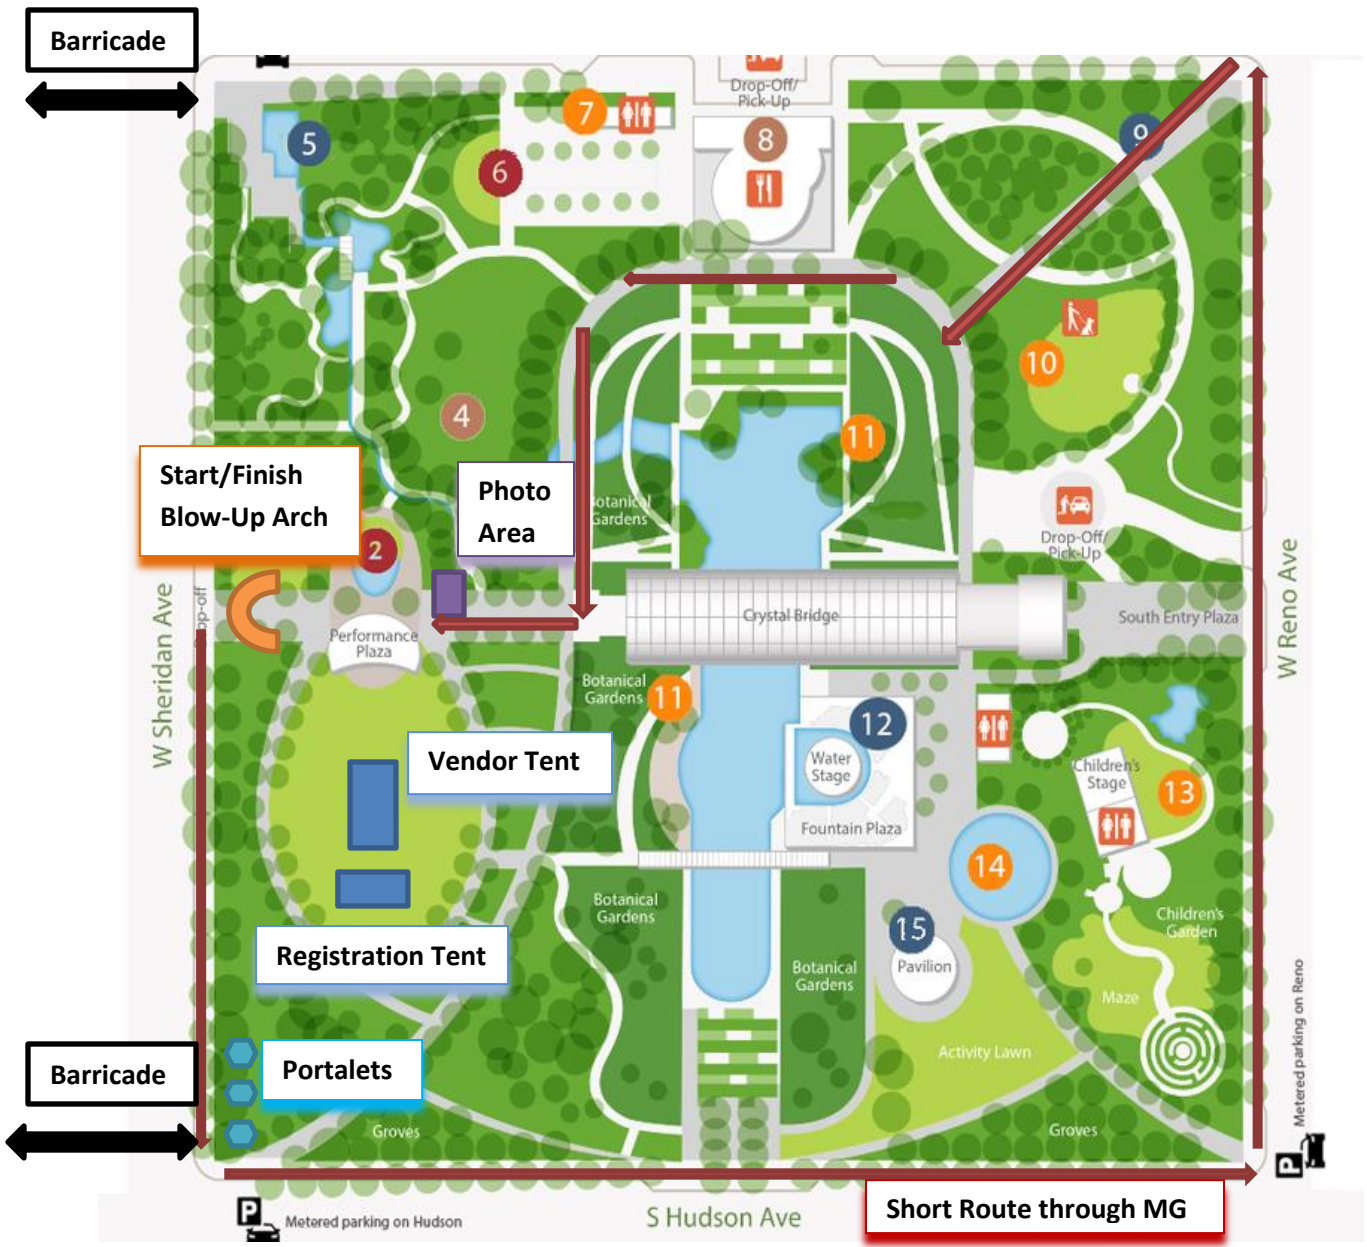 Barricade
Drop-Off/
Pick-Up
7
8
5
9
6
10
4
11
Start/Finish
Blow-Up Arch
Photo
Area
Botanical
Gardens
2
Drop-Off/
Pick-Up
Drop-off
Crystal Bridge
South Entry Plaza
Performance
Plaza
W Sheridan Ave
W Reno Ave
Botanical
Gardens
11
12
Vendor Tent
Water
Stage
Children's
Stage
13
Fountain Plaza
14
Botanical
Gardens
15
Children's
Garden
Registration Tent
Pavilion
Botanical
Gardens
Maze
Metered parking on Reno
Activity Lawn
Barricade
Portalets
Groves
Groves
P
P
Metered parking on Hudson
S Hudson Ave
Short Route through MG